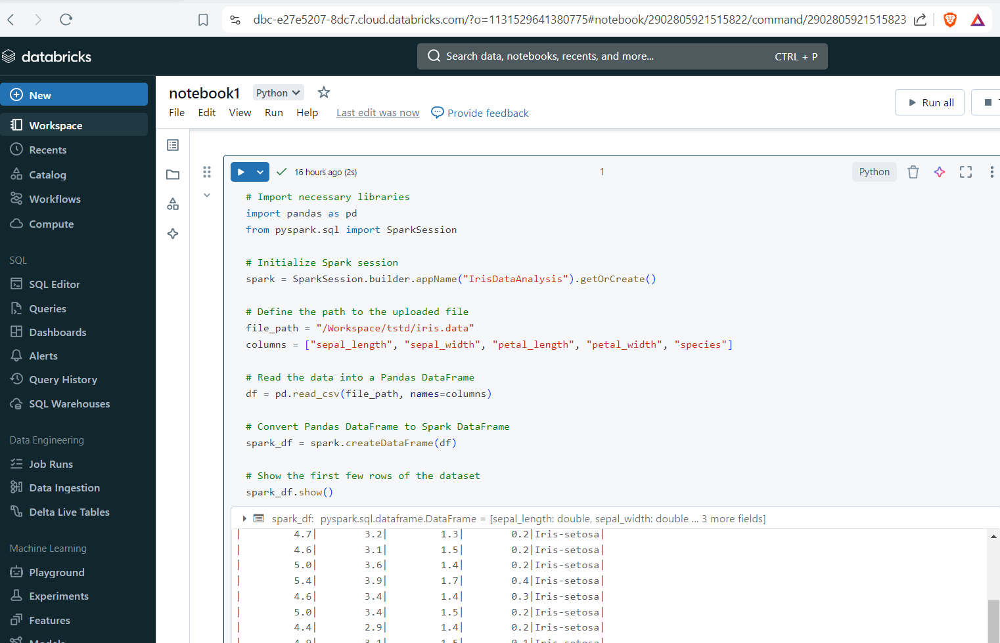 dbc-e27e5207-8dc7.cloud.databricks.com/?o=1131529641380775#notebook/2902805921515822/command/2902805921515823
databricks
Search data, notebooks, recents, and more...
CTRL + P
New
Workspace
Recents
Catalog
Workflows
Compute
SQL
SQL Editor
Queries
Dashboards
Alerts
Query History
SQL Warehouses
Data Engineering
Job Runs
Data Ingestion
Delta Live Tables
Machine Learning
Playground
Experiments
Features
Models
notebook1
Python
File Edit View Run Help Last edit was now Provide feedback
Run all
16 hours ago (2s)
1
Python
# Import necessary libraries
import pandas as pd
from pyspark.sql import SparkSession
# Initialize Spark session
spark = SparkSession.builder.appName("IrisDataAnalysis").getOrCreate()
# Define the path to the uploaded file
file_path = "/Workspace/tstd/iris.data"
columns = ["sepal_length", "sepal_width", "petal_length", "petal_width", "species"]
# Read the data into a Pandas DataFrame
df = pd.read_csv(file_path, names=columns)
# Convert Pandas DataFrame to Spark DataFrame
spark_df = spark.createDataFrame(df)
# Show the first few rows of the dataset
spark_df.show()
spark_df: pyspark.sql.dataframe.DataFrame = [sepal_length: double, sepal_width: double ... 3 more fields]
| 4.7| 3.2| 1.3| 0.2|Iris-setosa|
| 4.6| 3.1| 1.5| 0.2|Iris-setosa|
| 5.0| 3.6| 1.4| 0.2|Iris-setosa|
| 5.4| 3.9| 1.7| 0.4|Iris-setosa|
| 4.6| 3.4| 1.4| 0.3|Iris-setosa|
| 5.0| 3.4| 1.5| 0.2|Iris-setosa|
| 4.4| 2.9| 1.4| 0.2|Iris-setosa|
| 4.9| 3.1| 1.5| 0.1|Iris-setosa|